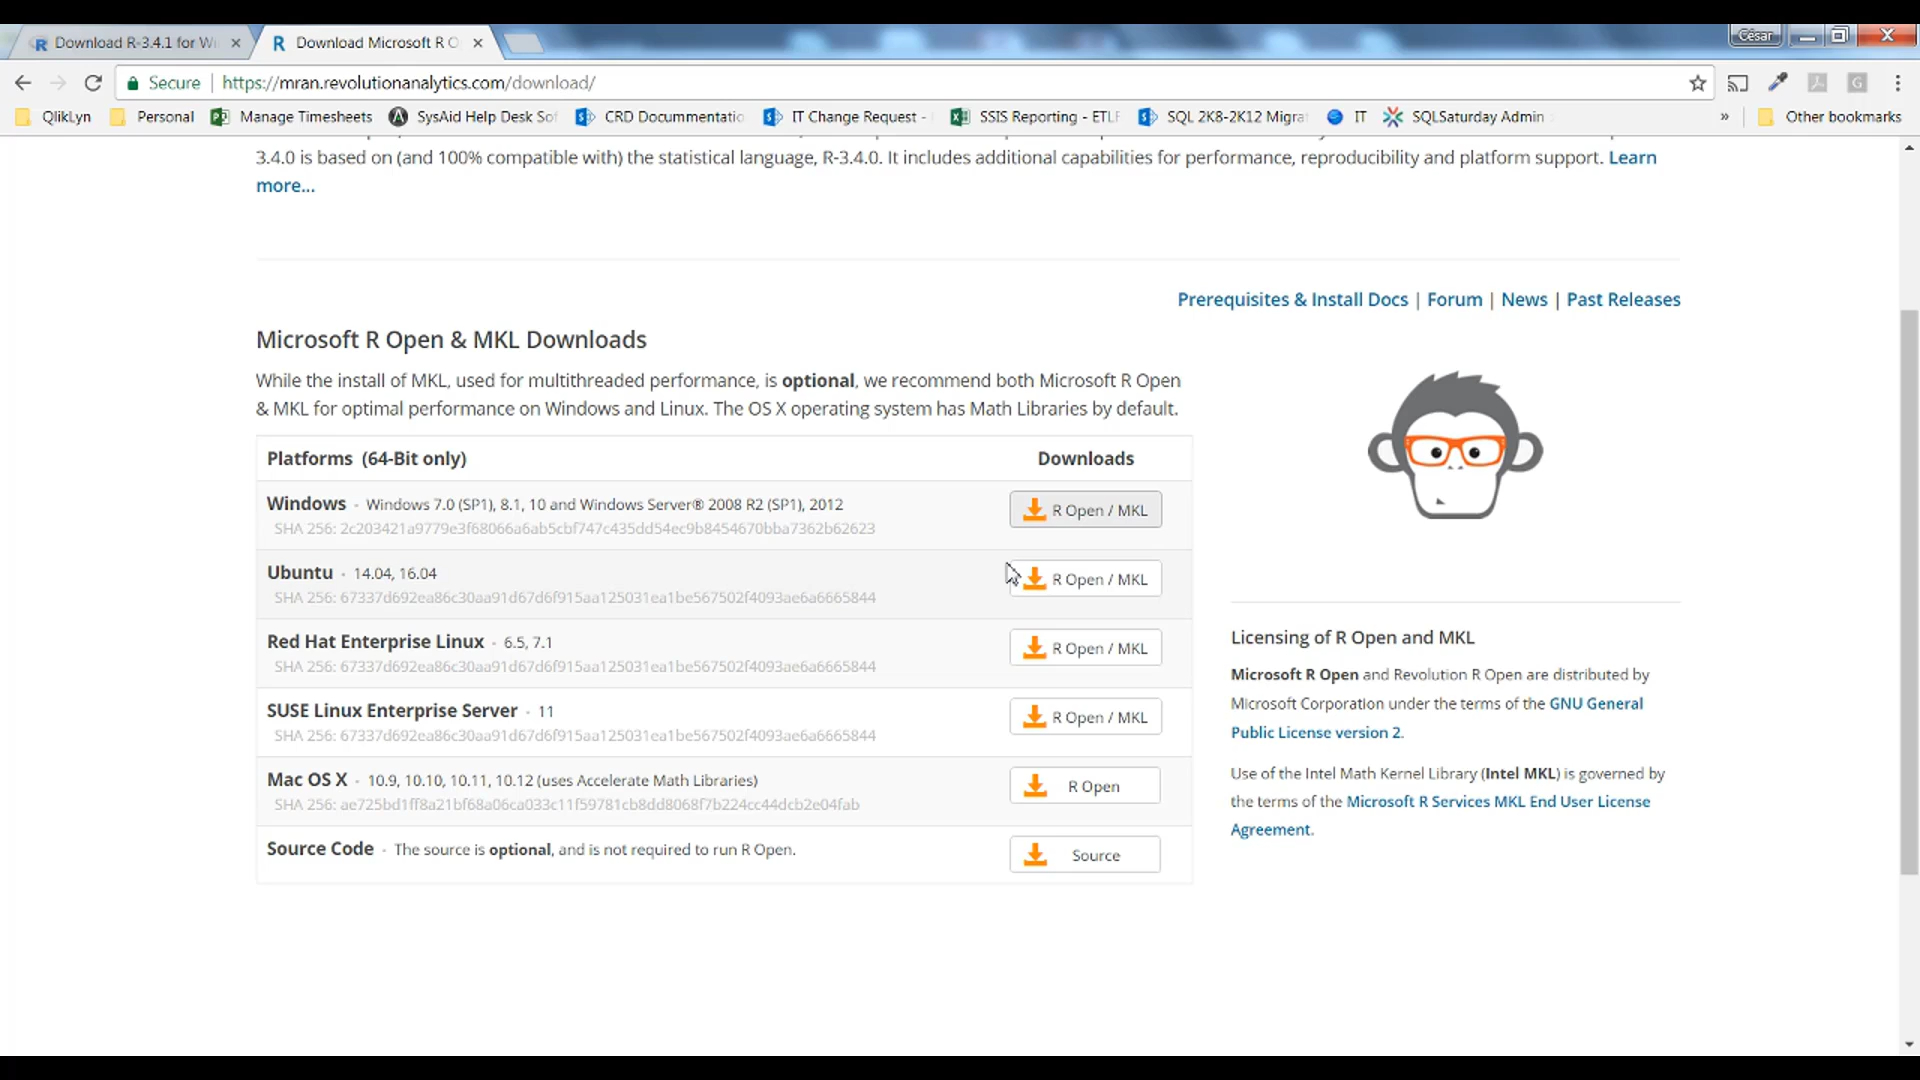 Download R-3.4.1 for Wi
Download Microsoft R O
César
Secure
https://mran.revolutionanalytics.com/download/
QlikLyn
Personal
Manage Timesheets
SysAid Help Desk Sof
CRD Documentatio
IT Change Request -
SSIS Reporting - ETLF
SQL 2K8-2K12 Migrat
IT
SQLSaturday Admin
»
Other bookmarks
3.4.0 is based on (and 100% compatible with) the statistical language, R-3.4.0. It includes additional capabilities for performance, reproducibility and platform support. Learn
more...
Prerequisites & Install Docs | Forum | News | Past Releases
Microsoft R Open & MKL Downloads
While the install of MKL, used for multithreaded performance, is optional, we recommend both Microsoft R Open
& MKL for optimal performance on Windows and Linux. The OS X operating system has Math Libraries by default.
Platforms (64-Bit only)
Downloads
Windows - Windows 7.0 (SP1), 8.1, 10 and Windows Server® 2008 R2 (SP1), 2012
SHA 256: 2c203421a9779e3f68066a6ab5cbf747c435dd54ec9b8454670bba7362b62623
R Open / MKL
Ubuntu - 14.04, 16.04
SHA 256: 67337d692ea86c30aa91d67d6f915aa125031ea1be567502f4093ae6a6665844
R Open / MKL
Red Hat Enterprise Linux - 6.5, 7.1
SHA 256: 67337d692ea86c30aa91d67d6f915aa125031ea1be567502f4093ae6a6665844
R Open / MKL
SUSE Linux Enterprise Server - 11
SHA 256: 67337d692ea86c30aa91d67d6f915aa125031ea1be567502f4093ae6a6665844
R Open / MKL
Mac OS X - 10.9, 10.10, 10.11, 10.12 (uses Accelerate Math Libraries)
SHA 256: ae725bd1ff8a21bf68a06ca033c11f59781cb8dd8068f7b224cc44dcb2e04fab
R Open
Source Code - The source is optional, and is not required to run R Open.
Source
Licensing of R Open and MKL
Microsoft R Open and Revolution R Open are distributed by
Microsoft Corporation under the terms of the GNU General
Public License version 2.
Use of the Intel Math Kernel Library (Intel MKL) is governed by
the terms of the Microsoft R Services MKL End User License
Agreement.